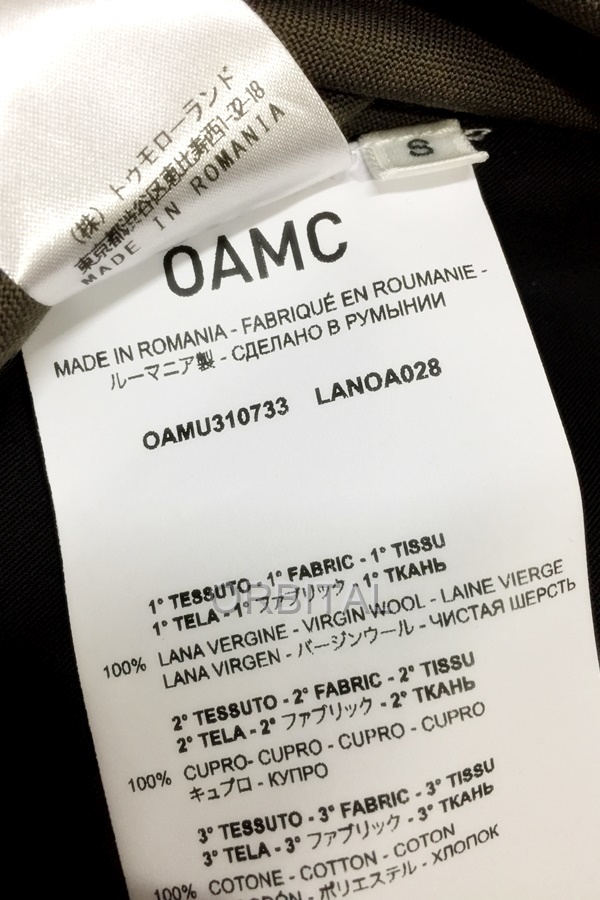 (株)トゥモローランド
東京都渋谷区恵比寿西1-32-18
MADE IN ROMANIA
S
OAMC
MADE IN ROMANIA - FABRIQUÉ EN ROUMANIE -
ルーマニア製 - СДЕЛАНО В РУМЫНИИ
OAMU310733 LANOA028
1° TESSUTO - 1° FABRIC - 1° TISSU
1° TELA - 1° ファブリック - 1° ТКАНЬ
ORBITAL
100% LANA VERGINE - VIRGIN WOOL - LAINE VIERGE
LANA VIRGEN - バージンウール - ЧИСТАЯ ШЕРСТЬ
2° TESSUTO - 2° FABRIC - 2° TISSU
2° TELA - 2° ファブリック - 2° ТКАНЬ
100% CUPRO- CUPRO - CUPRO - CUPRO
キュプロ - КУПРО
3° TESSUTO - 3° FABRIC - 3° TISSU
3° TELA - 3° ファブリック - 3° ТКАНЬ
100% COTONE - COTTON - COTON
ALGODÓN - ポリエステル - ХЛОПОК